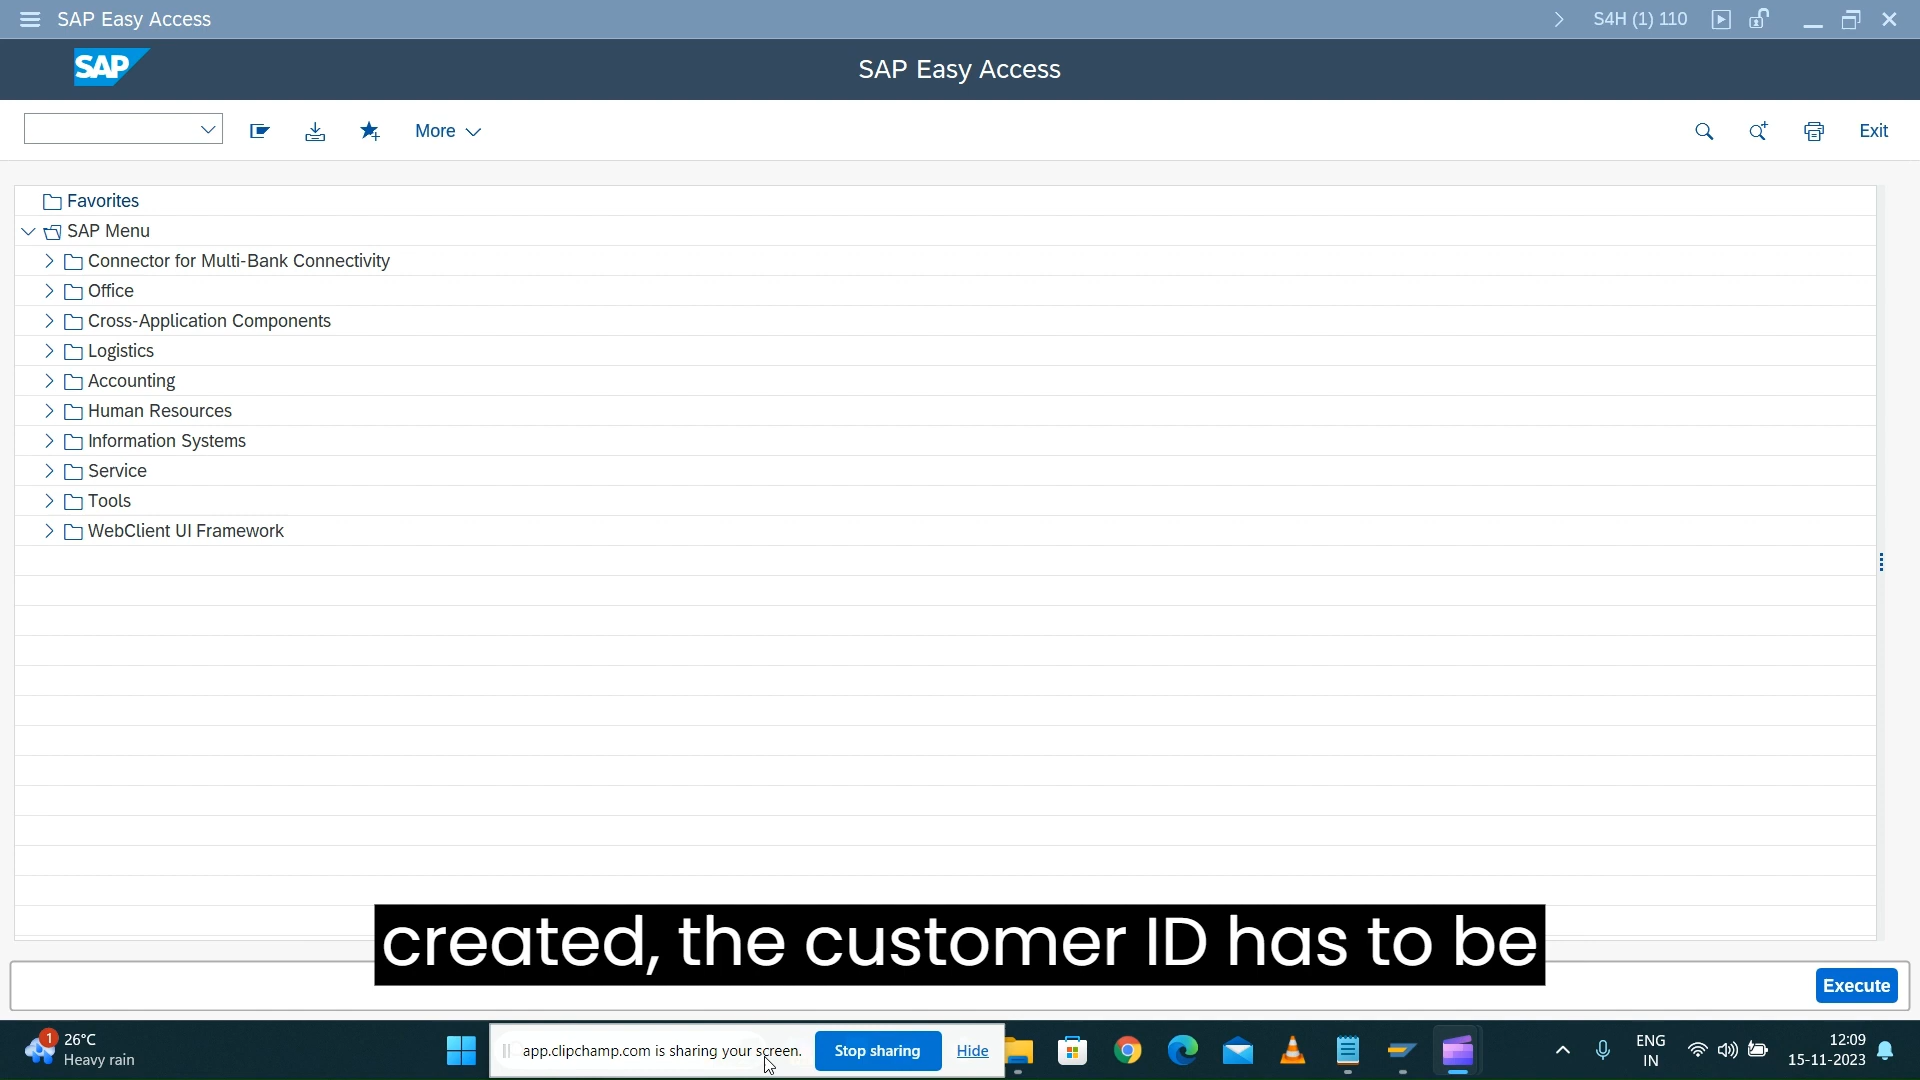 SAP Easy Access
S4H (1) 110
SAP
SAP Easy Access
More
Exit
Favorites
SAP Menu
Connector for Multi-Bank Connectivity
Office
Cross-Application Components
Logistics
Accounting
Human Resources
Information Systems
Service
Tools
WebClient UI Framework
created, the customer ID has to be
Execute
1
26°C
Heavy rain
app.clipchamp.com is sharing your screen.
Stop sharing
Hide
ENG
IN
12:09
15-11-2023